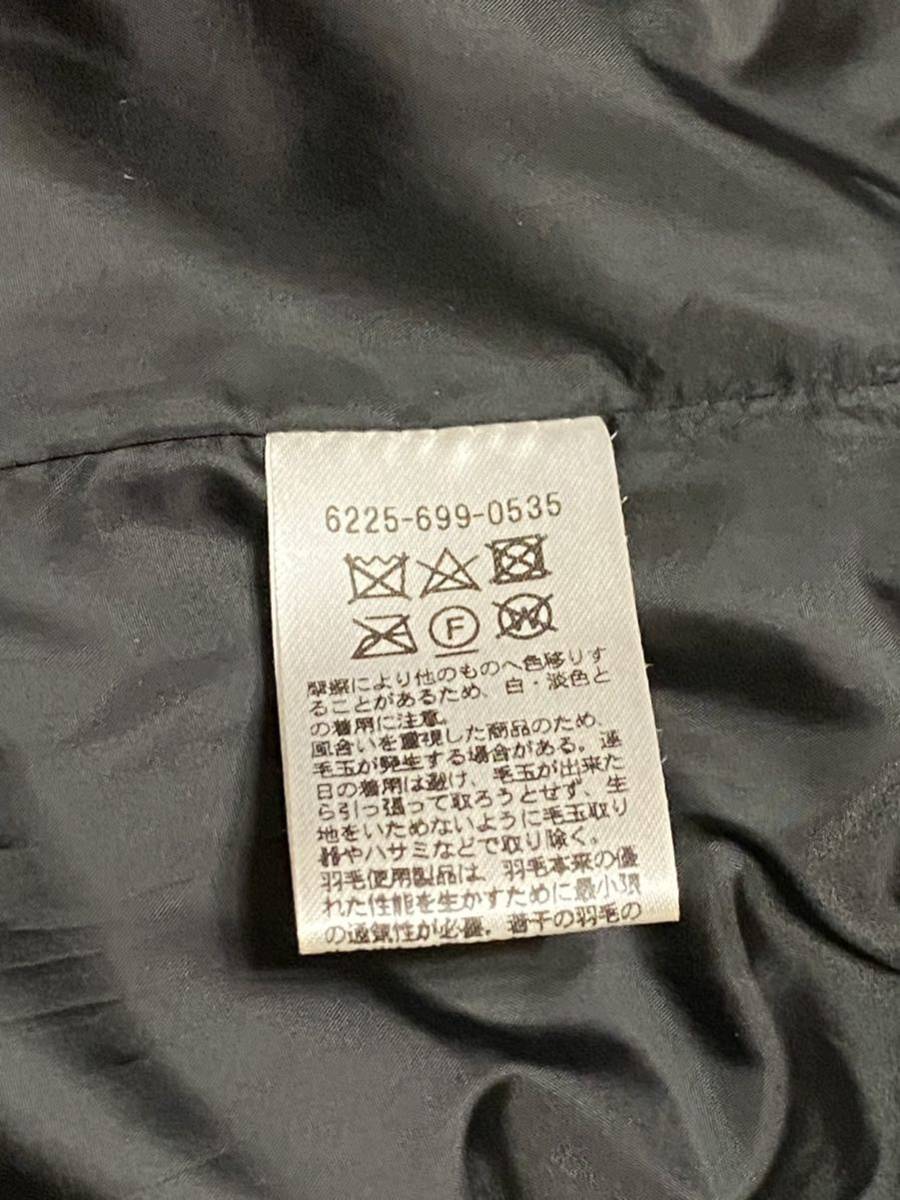 6225-699-0535
F
W
摩擦により他のものへ色移りす
ることがあるため、白・淡色と
の着用に注意。
風合いを重視した商品のため、
毛玉が発生する場合がある。連
日の着用は避け、毛玉が出来た
ら引っ張って取ろうとせず、生
地をいためないように毛玉取り
器やハサミなどで取り除く。
羽毛使用製品は、羽毛本来の優
れた性能を生かすために最小限
の通気性が必要。若干の羽毛の